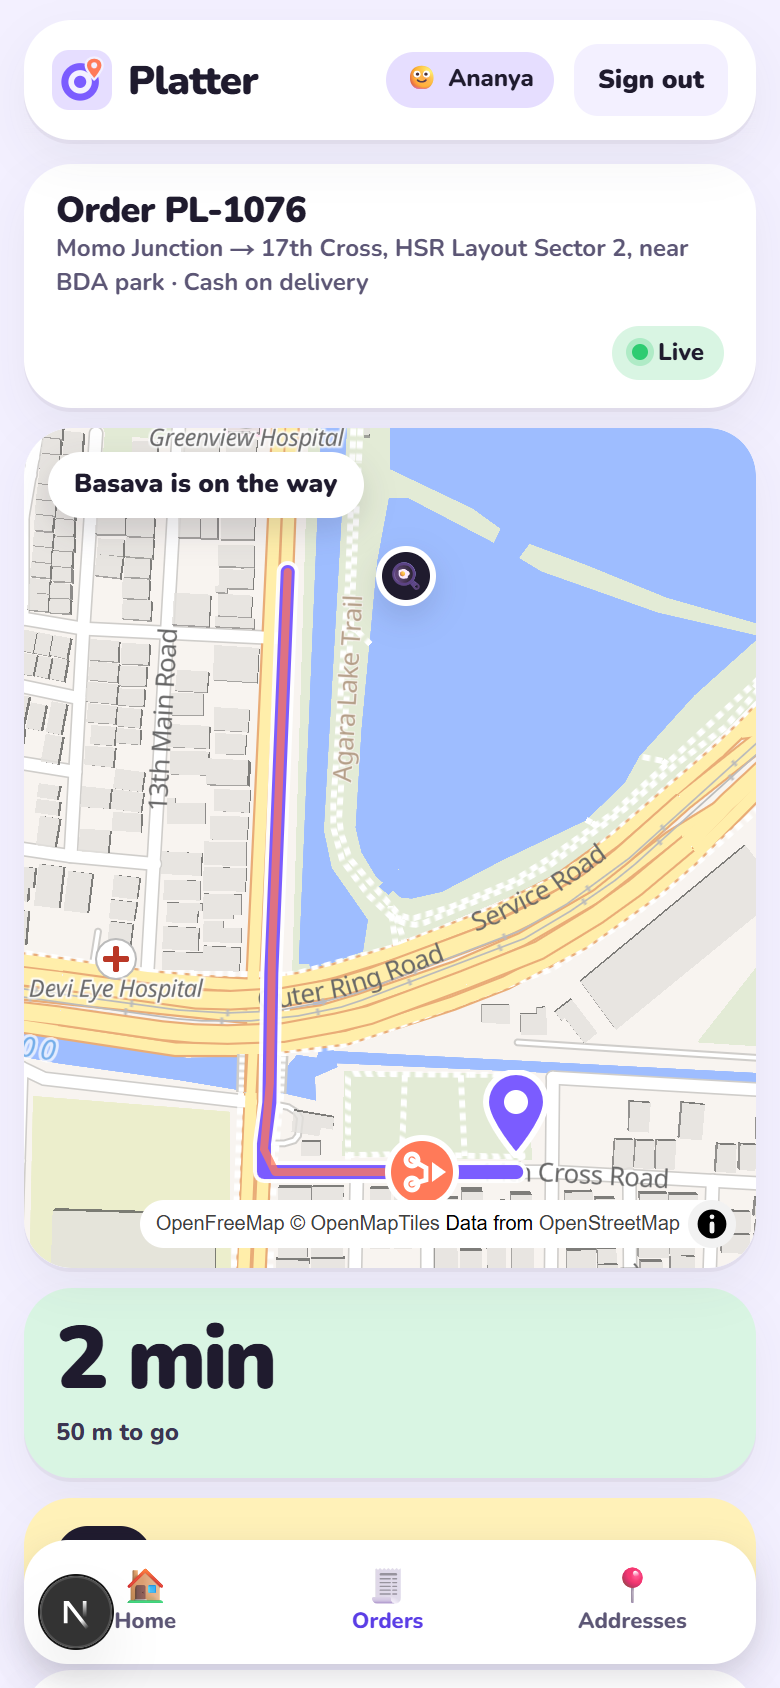 Platter
Ananya
Sign out
Order PL-1076
Momo Junction → 17th Cross, HSR Layout Sector 2, near
BDA park · Cash on delivery
Live
Greenview Hospital
Basava is on the way
13th Main Road
Agara Lake Trail
Service Road
uter Ring Road
Devi Eye Hospital
Cross Road
OpenFreeMap © OpenMapTiles Data from OpenStreetMap
2 min
50 m to go
N
Home
Orders
Addresses